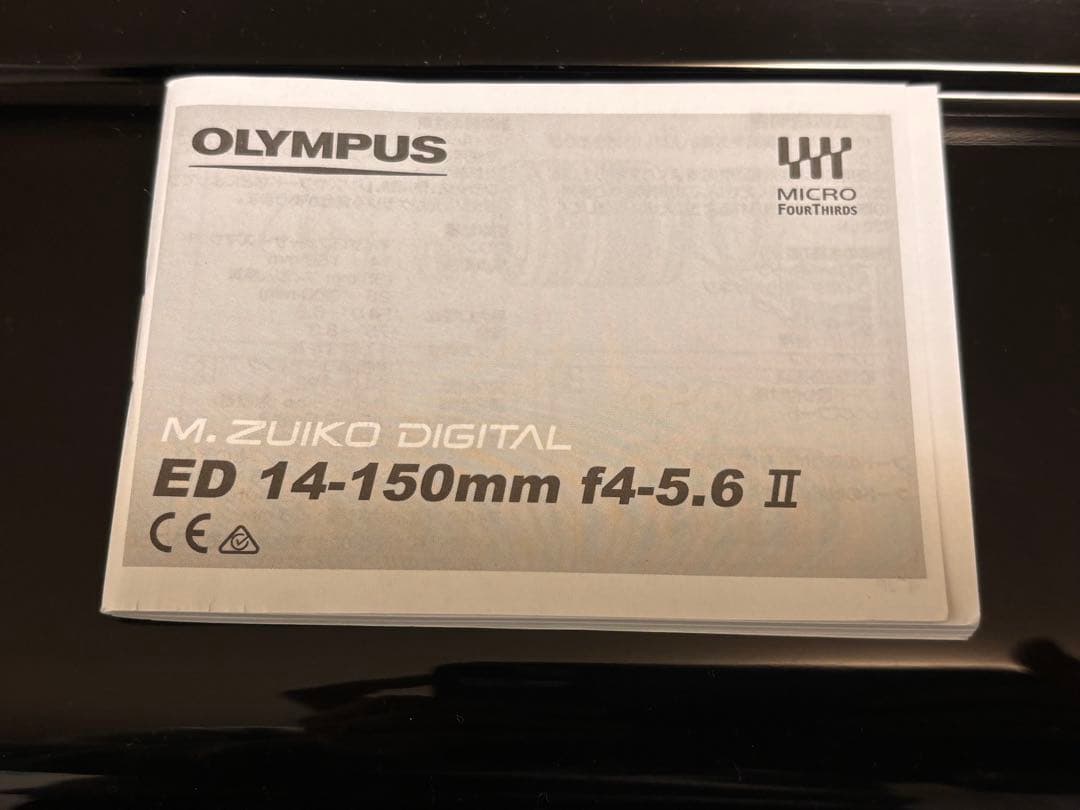 OLYMPUS
MICRO
FOURTHIRDS
M. ZUIKO DIGITAL
ED 14-150mm f4-5.6 II
CE